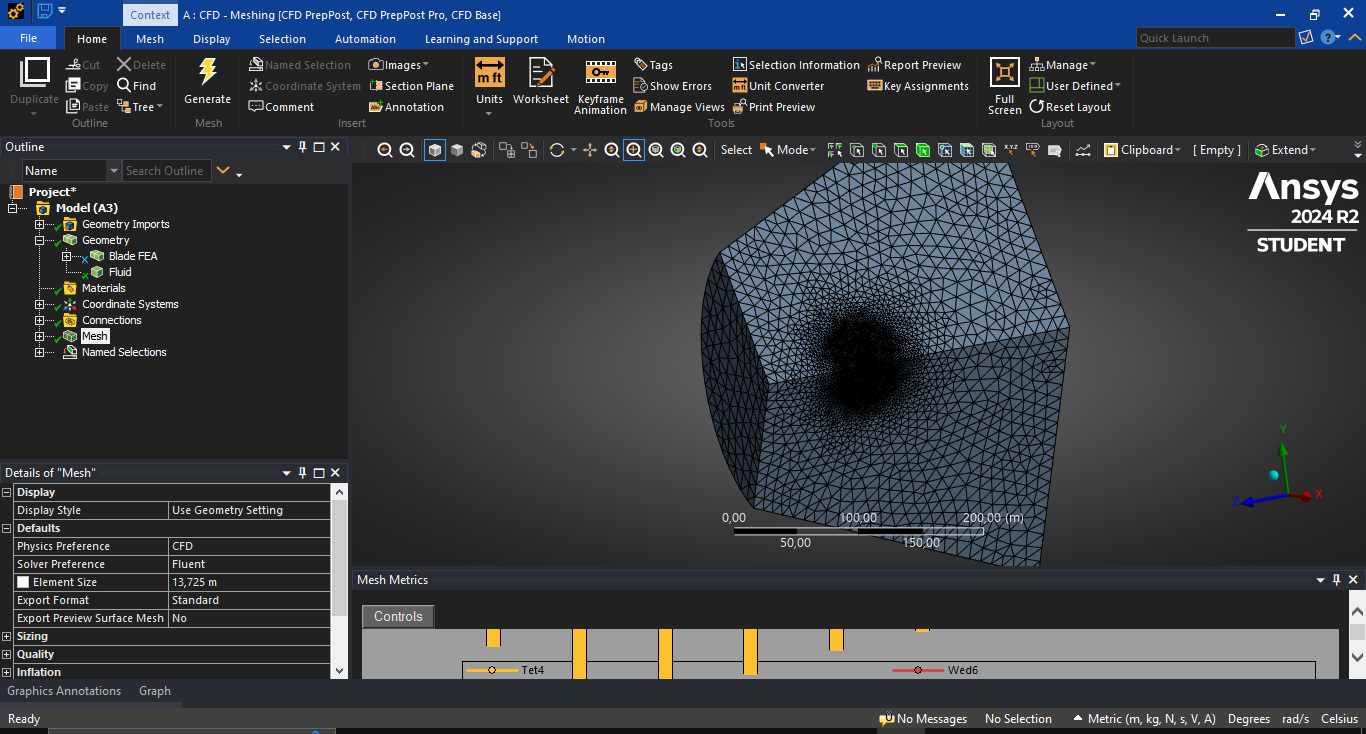 Context
A : CFD - Meshing [CFD PrepPost, CFD PrepPost Pro, CFD Base]
File Home Mesh Display Selection Automation Learning and Support Motion
Quick Launch
Duplicate
Cut
Copy
Paste
Delete
Find
Tree
Outline
Generate
Mesh
Named Selection
Coordinate System
Comment
Images
Section Plane
Annotation
Insert
Units
Worksheet
Keyframe
Animation
Tags
Show Errors
Manage Views
Selection Information
Unit Converter
Print Preview
Report Preview
Key Assignments
Tools
Full
Screen
Manage
User Defined
Reset Layout
Layout
Outline
Name Search Outline
Project*
Model (A3)
Geometry Imports
Geometry
Blade FEA
Fluid
Materials
Coordinate Systems
Connections
Mesh
Named Selections
Select Mode Clipboard [ Empty ] Extend
Ansys
2024 R2
STUDENT
Y
Z
X
0,00 100,00 200,00 (m)
50,00 150,00
Details of "Mesh"
Display
Display Style Use Geometry Setting
Defaults
Physics Preference CFD
Solver Preference Fluent
Element Size 13,725 m
Export Format Standard
Export Preview Surface Mesh No
Sizing
Quality
Inflation
Graphics Annotations Graph
Mesh Metrics
Controls
Tet4 Wed6
Ready No Messages No Selection Metric (m, kg, N, s, V, A) Degrees rad/s Celsius